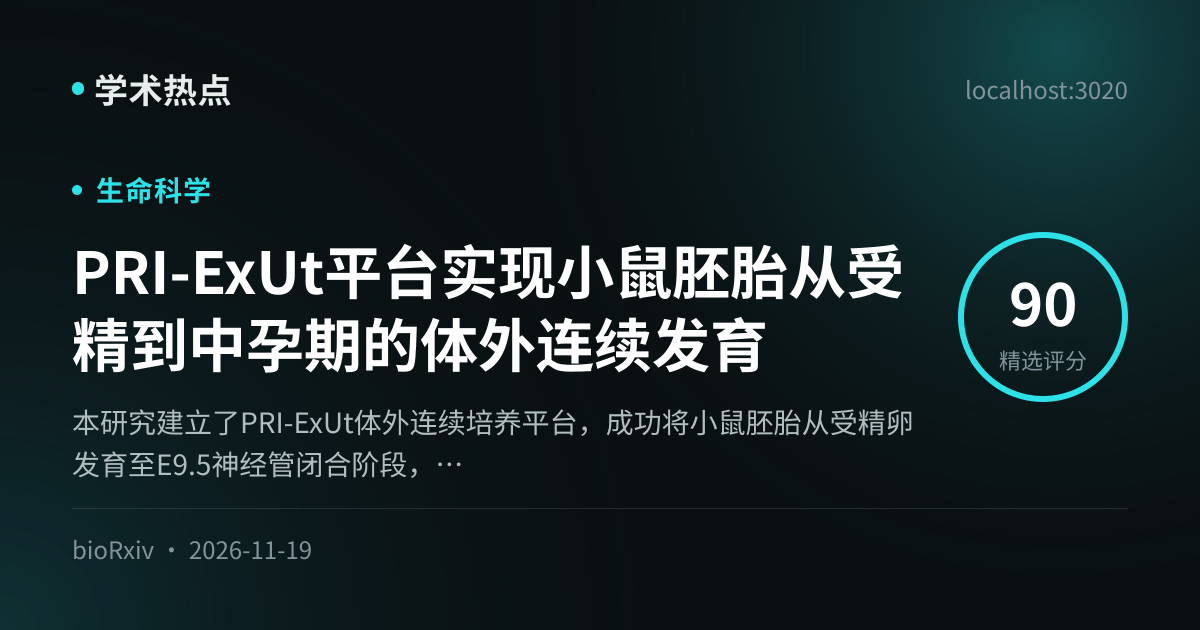 学术热点
localhost:3020
生命科学
PRI-ExUt平台实现小鼠胚胎从受
精到中孕期的体外连续发育
90
精选评分
本研究建立了PRI-ExUt体外连续培养平台，成功将小鼠胚胎从受精卵
发育至E9.5神经管闭合阶段，…
bioRxiv • 2026-11-19